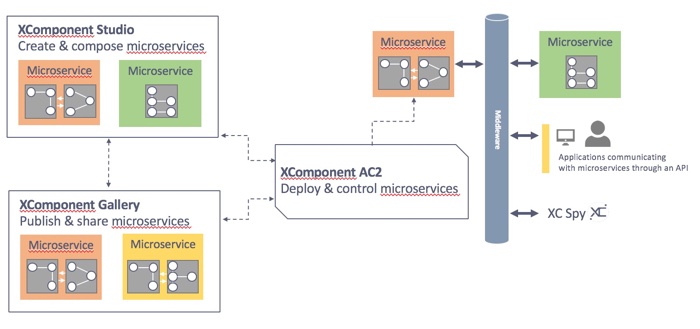 XComponent Studio
Create & compose microservices
Microservice
Microservice
XComponent Gallery
Publish & share microservices
Microservice
Microservice
XComponent AC2
Deploy & control microservices
Microservice
Middleware
Microservice
Applications communicating
with microservices through an API
XC Spy XC